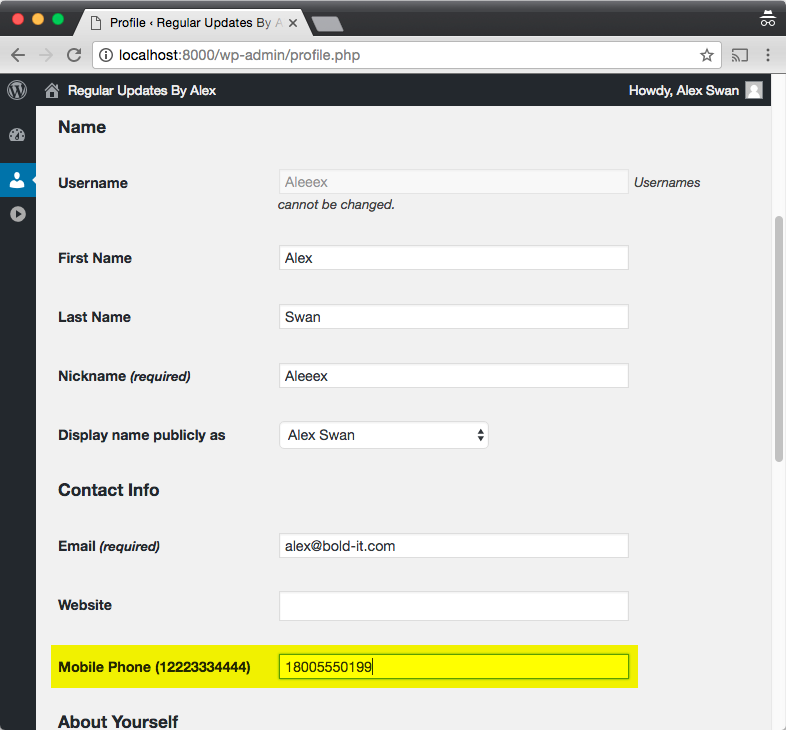 Profile ‹ Regular Updates By A
localhost:8000/wp-admin/profile.php
Regular Updates By Alex
Howdy, Alex Swan
Name
Username Aleeex Usernames
cannot be changed.
First Name Alex
Last Name Swan
Nickname (required) Aleeex
Display name publicly as Alex Swan
Contact Info
Email (required) alex@bold-it.com
Website
Mobile Phone (12223334444) 18005550199
About Yourself